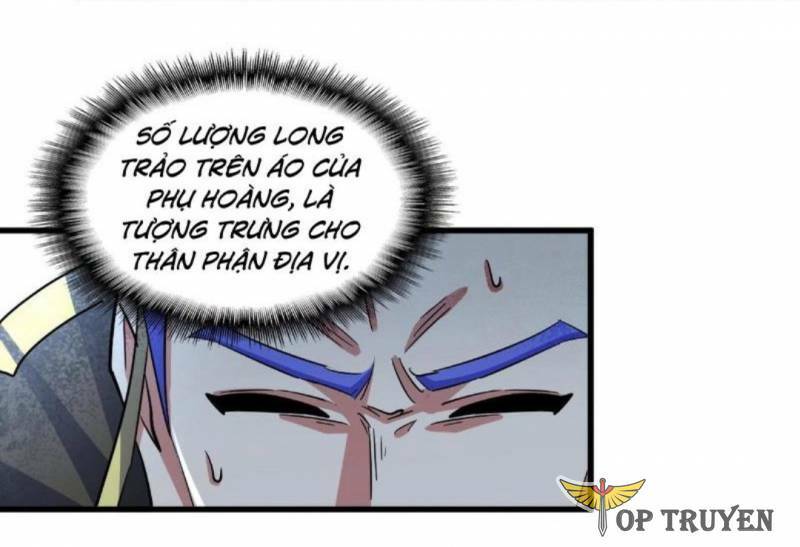 SỐ LƯỢNG LONG
TRẢO TRÊN ÁO CỦA
PHỤ HOÀNG, LÀ
TƯỢNG TRƯNG CHO
THÂN PHẬN ĐỊA VỊ.
TOP TRUYEN